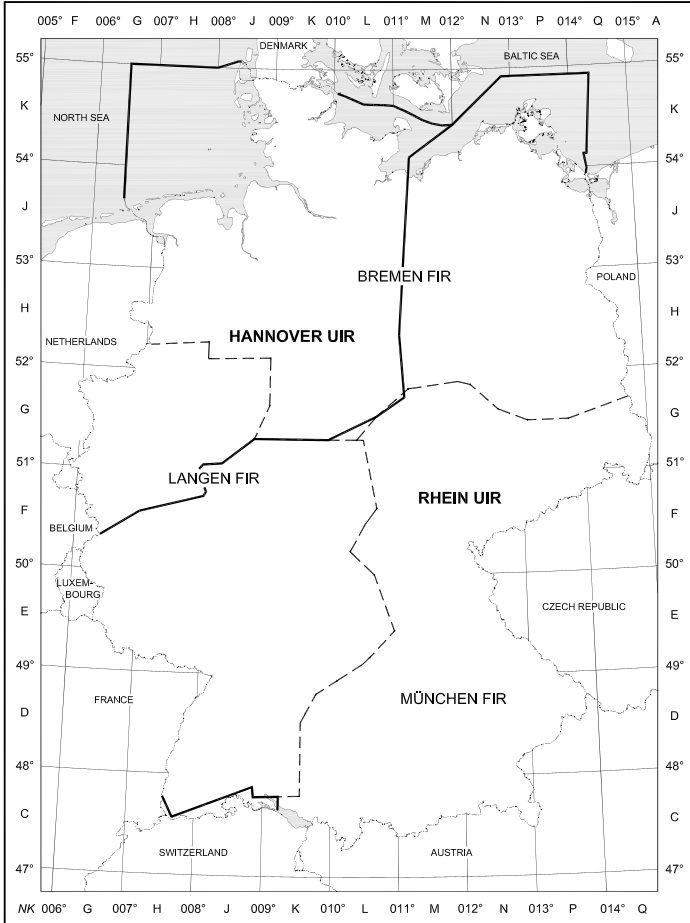 005° F 006° G 007° H 008° J 009° K 010° L 011° M 012° N 013° P 014° Q 015° A
DENMARK
BALTIC SEA
55° 55°
K K
NORTH SEA
54° 54°
J J
53° 53°
BREMEN FIR
POLAND
H H
HANNOVER UIR
NETHERLANDS
52° 52°
G G
51° 51°
LANGEN FIR
RHEIN UIR
F F
BELGIUM
50° 50°
LUXEM-
BOURG
CZECH REPUBLIC
E E
49° 49°
FRANCE
MÜNCHEN FIR
D D
48° 48°
C C
SWITZERLAND
AUSTRIA
47° 47°
NK 006° G 007° H 008° J 009° K 010° L 011° M 012° N 013° P 014° Q